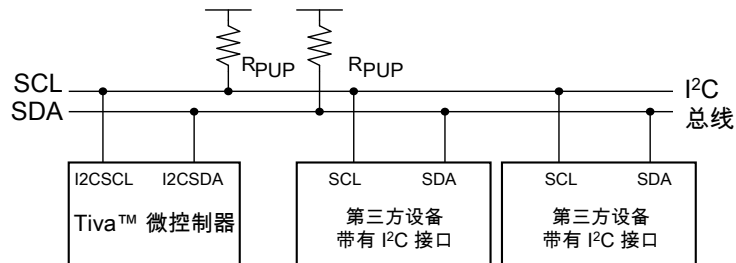 RPUP RPUP
SCL I²C
SDA 总线
I2CSCL I2CSDA SCL SDA SCL SDA
Tiva™ 微控制器 第三方设备 第三方设备
带有 I²C 接口 带有 I²C 接口